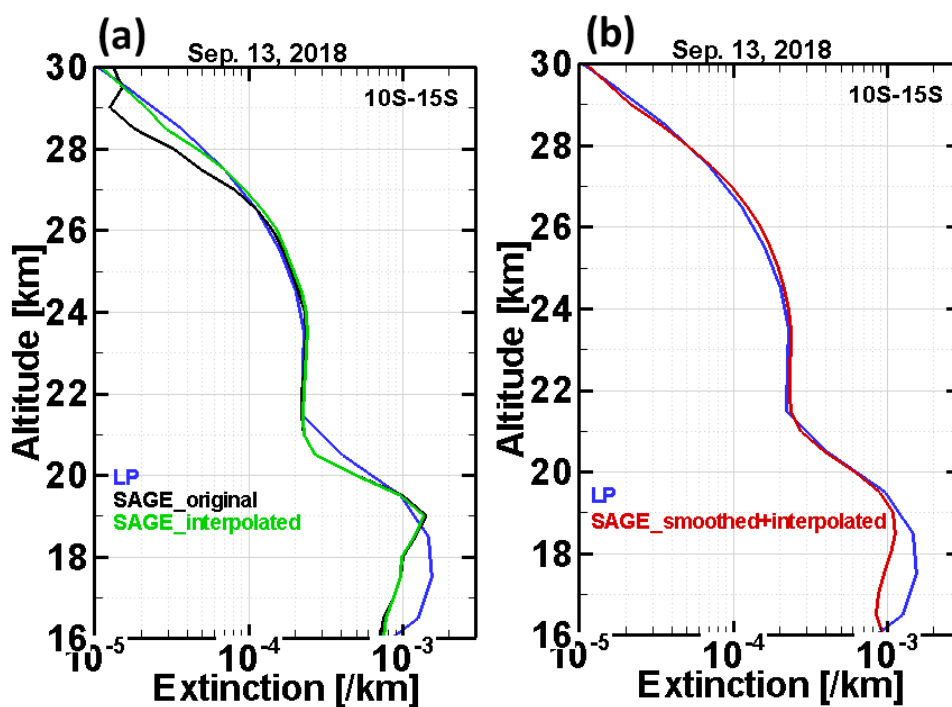 (a)
Sep. 13, 2018
10S-15S
30
28
26
24
22
20
18
16
Altitude [km]
LP
SAGE_original
SAGE_interpolated
10-5
10-4
10-3
Extinction [/km]
(b)
Sep. 13, 2018
10S-15S
30
28
26
24
22
20
18
16
Altitude [km]
LP
SAGE_smoothed+interpolated
10-5
10-4
10-3
Extinction [/km]